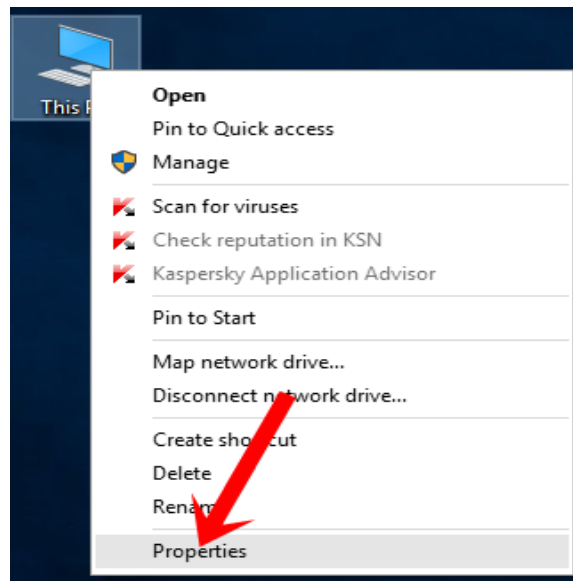 This P
Open
Pin to Quick access
Manage
Scan for viruses
Check reputation in KSN
Kaspersky Application Advisor
Pin to Start
Map network drive...
Disconnect network drive...
Create shortcut
Delete
Rename
Properties